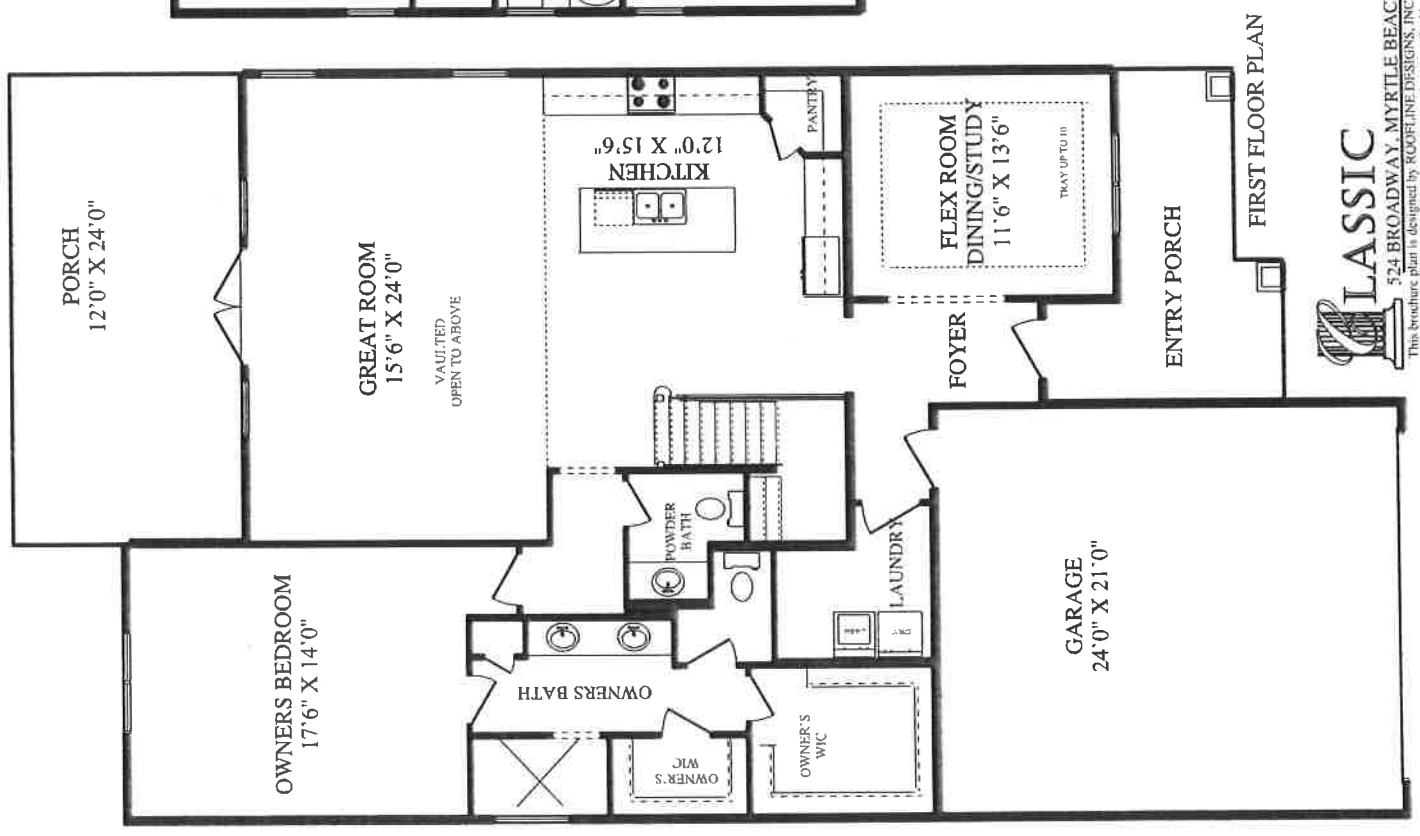 PORCH
12'0" X 24'0"
GREAT ROOM
15'6" X 24'0"
VAULTED
OPEN TO ABOVE
KITCHEN
12'0" X 15'6"
PANTRY
OWNERS BEDROOM
17'6" X 14'0"
POWDER
BATH
OWNERS BATH
OWNER'S
WIC
OWNER'S
WIC
LAUNDRY
DRY
FLEX ROOM
DINING/STUDY
11'6" X 13'6"
TRAY UP TO 10
FOYER
ENTRY PORCH
GARAGE
24'0" X 21'0"
FIRST FLOOR PLAN
CLASSIC
524 BROADWAY, MYRTLE BEAC
This brochure plan is designed by ROOFLINE DESIGNS, INC